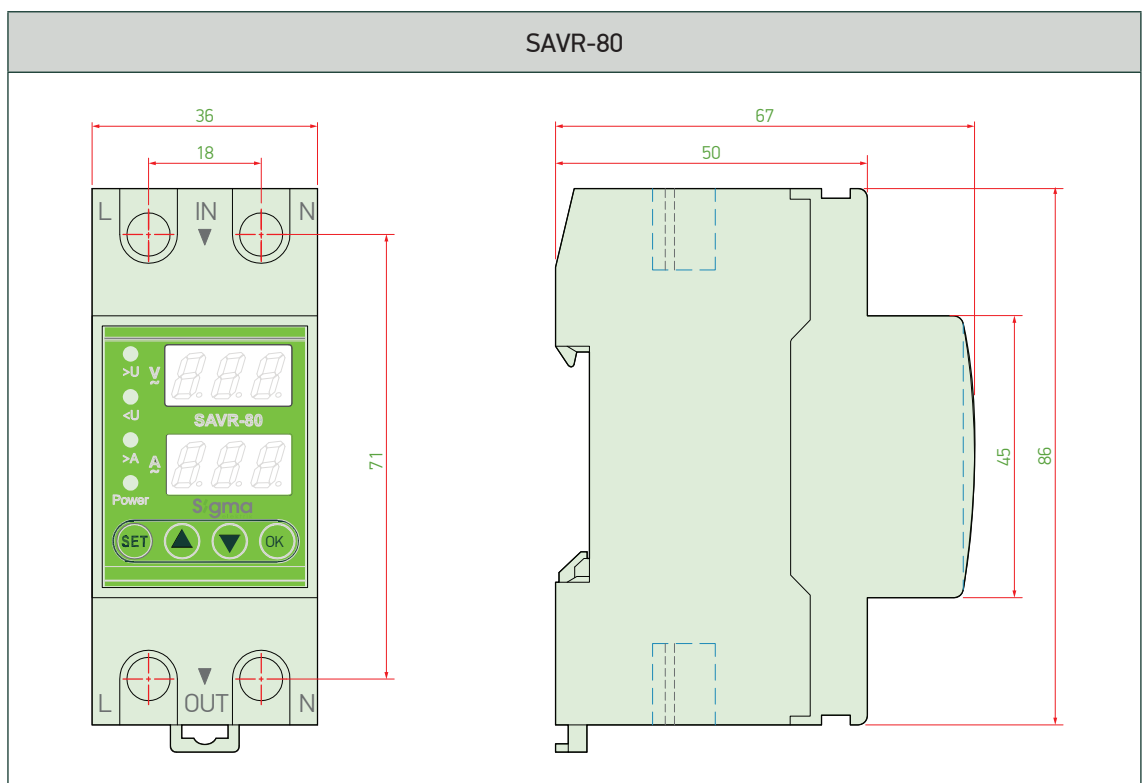 SAVR-80
36
18
67
50
L IN N
>U V
<U
SAVR-80
>A A
Power
Sigma
SET OK
71
45
86
L OUT N